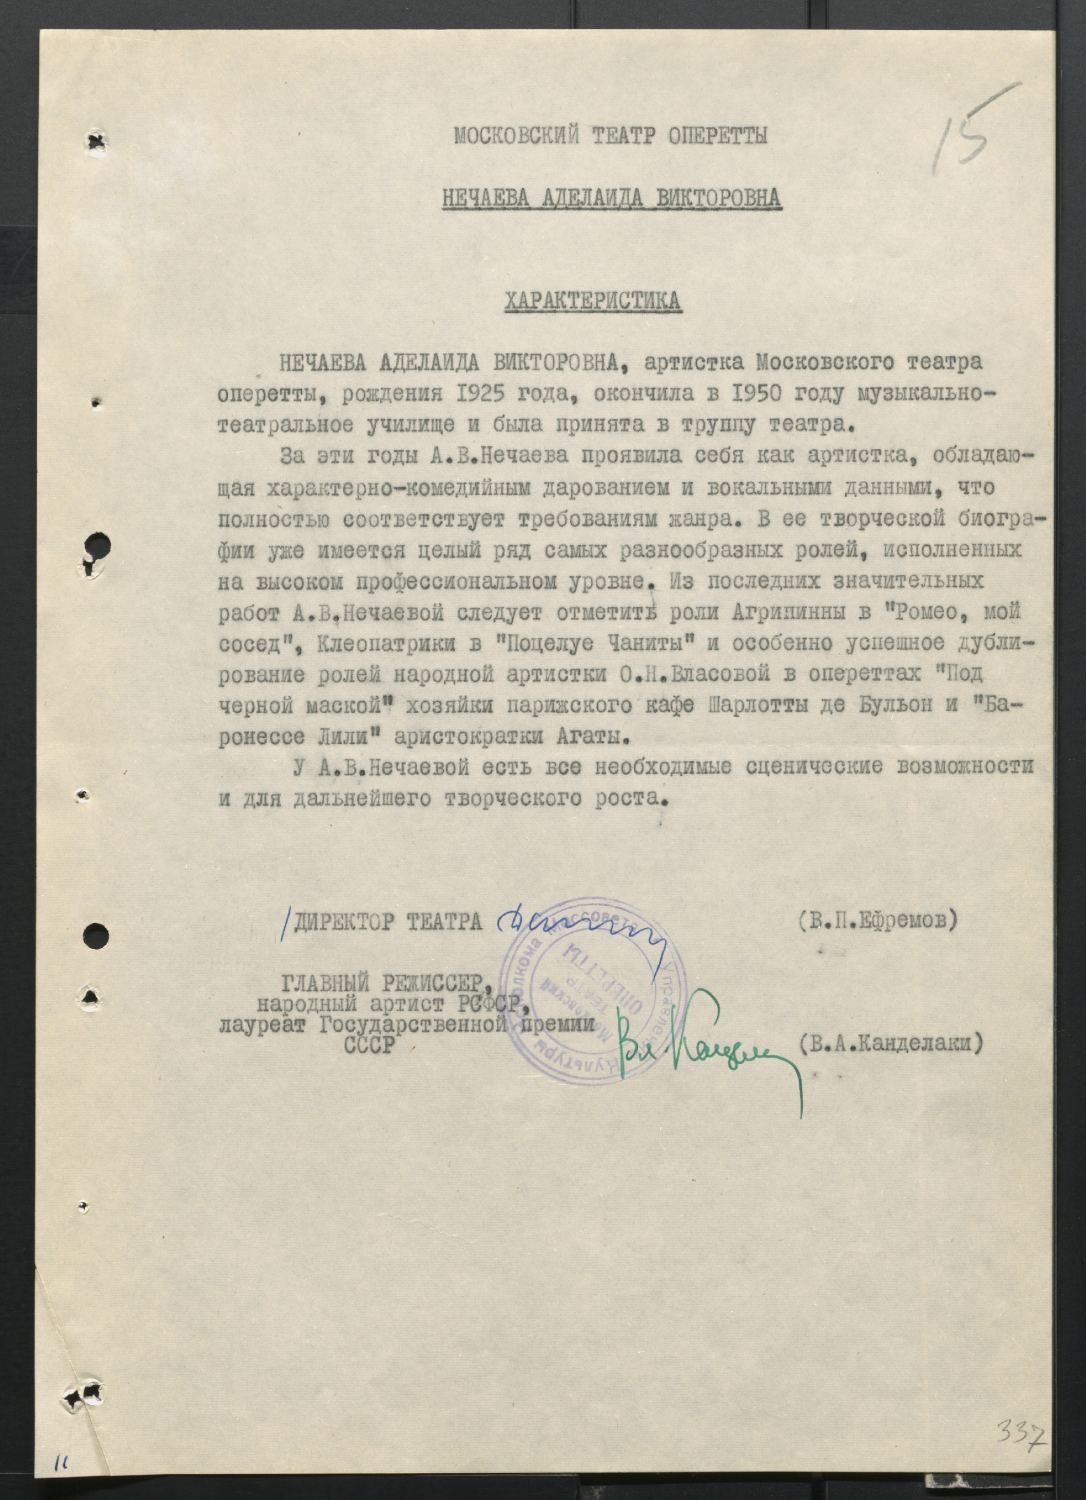 15
МОСКОВСКИЙ ТЕАТР ОПЕРЕТТЫ
НЕЧАЕВА АДЕЛАИДА ВИКТОРОВНА
ХАРАКТЕРИСТИКА
НЕЧАЕВА АДЕЛАИДА ВИКТОРОВНА, артистка Московского театра
оперетты, рождения 1925 года, окончила в 1950 году музыкально-
театральное училище и была принята в труппу театра.
За эти годы А.В.Нечаева проявила себя как артистка, обладаю-
щая характерно-комедийным дарованием и вокальными данными, что
полностью соответствует требованиям жанра. В ее творческой биогра-
фии уже имеется целый ряд самых разнообразных ролей, исполненных
на высоком профессиональном уровне. Из последних значительных
работ А.В.Нечаевой следует отметить роли Агрипинны в "Ромео, мой
сосед", Клеопатрики в "Поцелуе Чаниты" и особенно успешное дубли-
рование ролей народной артистки О.Н.Власовой в опереттах "Под
черной маской" хозяйки парижского кафе Шарлотты де Бульон и "Ба-
ронессе Лили" аристократки Агаты.
У А.В.Нечаевой есть все необходимые сценические возможности
и для дальнейшего творческого роста.
/ДИРЕКТОР ТЕАТРА (В.П.Ефремов)
ГЛАВНЫЙ РЕЖИССЕР,
народный артист РСФСР,
лауреат Государственной премии
СССР (В.А.Канделаки)
Московский
ТЕАТР
ОПЕРЕТТЫ
337
11